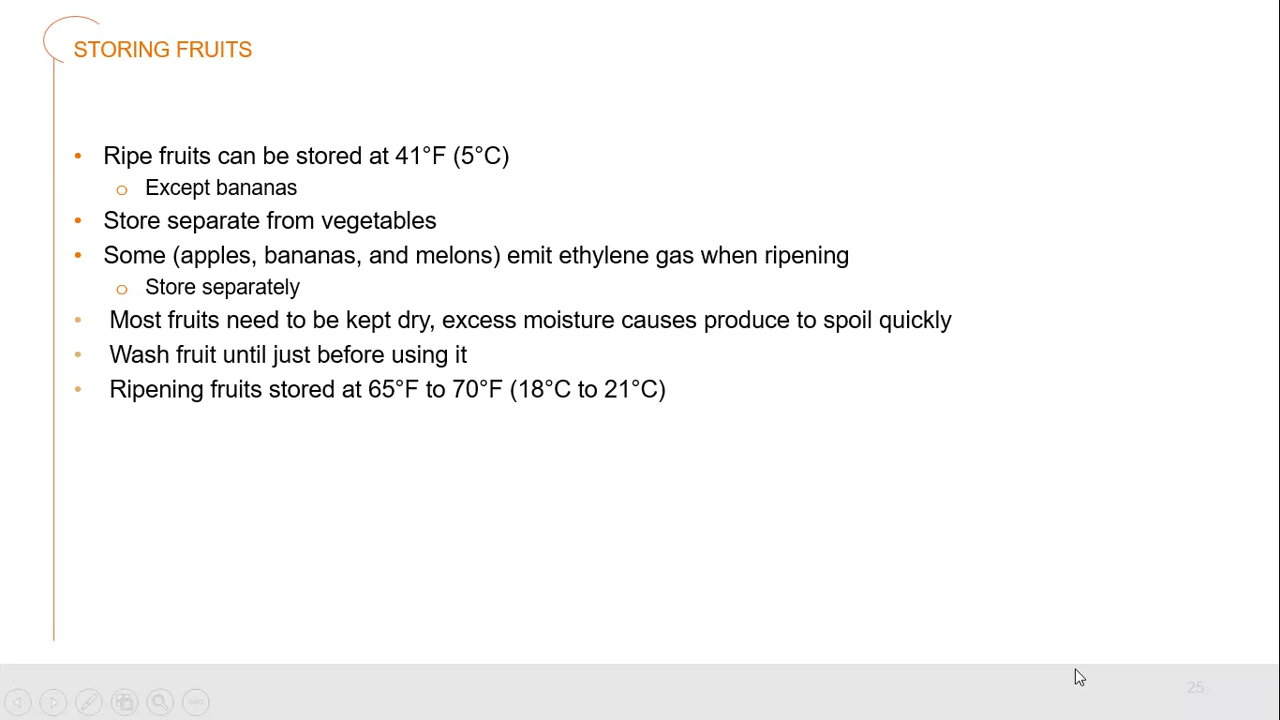 STORING FRUITS
• Ripe fruits can be stored at 41°F (5°C)
o Except bananas
• Store separate from vegetables
• Some (apples, bananas, and melons) emit ethylene gas when ripening
o Store separately
• Most fruits need to be kept dry, excess moisture causes produce to spoil quickly
• Wash fruit until just before using it
• Ripening fruits stored at 65°F to 70°F (18°C to 21°C)
25